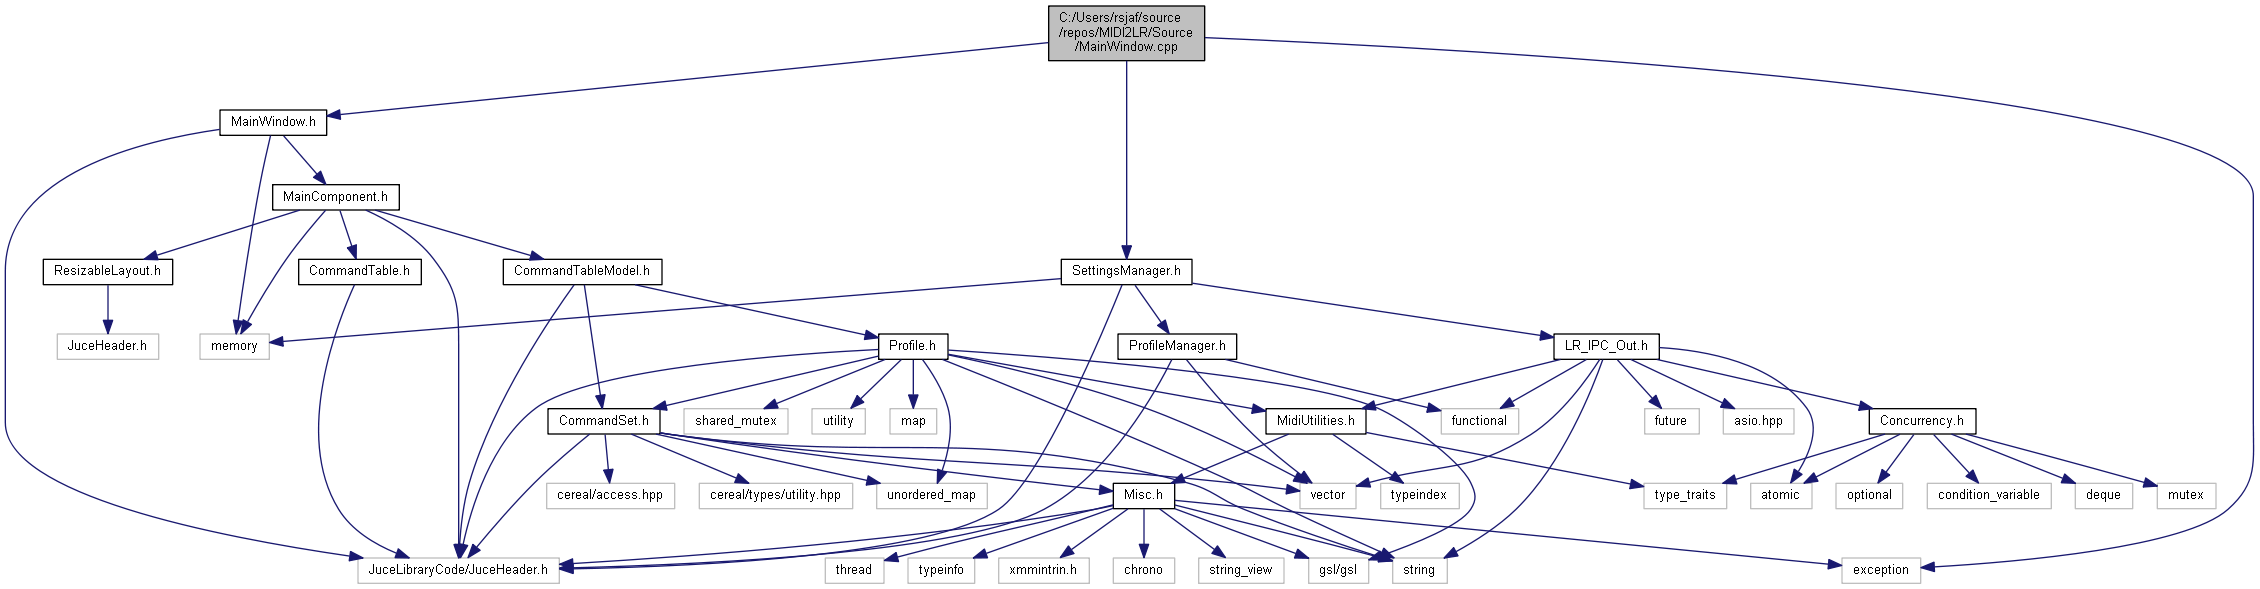 C:/Users/rsjaf/source
/repos/MIDI2LR/Source
/MainWindow.cpp
MainWindow.h
MainComponent.h
ResizableLayout.h
CommandTable.h
CommandTableModel.h
SettingsManager.h
JuceHeader.h
memory
Profile.h
ProfileManager.h
LR_IPC_Out.h
CommandSet.h
shared_mutex
utility
map
MidiUtilities.h
functional
future
asio.hpp
Concurrency.h
cereal/access.hpp
cereal/types/utility.hpp
unordered_map
Misc.h
vector
typeindex
type_traits
atomic
optional
condition_variable
deque
mutex
JuceLibraryCode/JuceHeader.h
thread
typeinfo
xmmintrin.h
chrono
string_view
gsl/gsl
string
exception